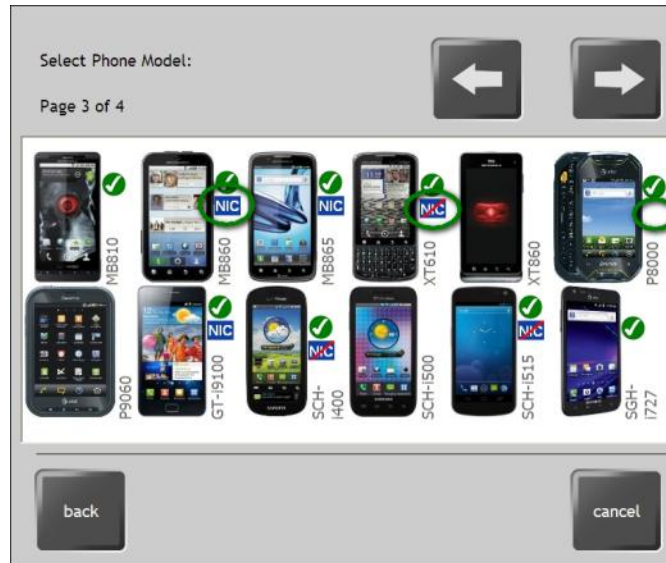 Select Phone Model:
Page 3 of 4
MB810
NIC
MB860
NIC
MB865
NIC
XT610
XT860
P8000
P9060
NIC
GT-i9100
NIC
SCH-
i400
SCH-i500
NIC
SCH-i515
SGH-
i727
back
cancel